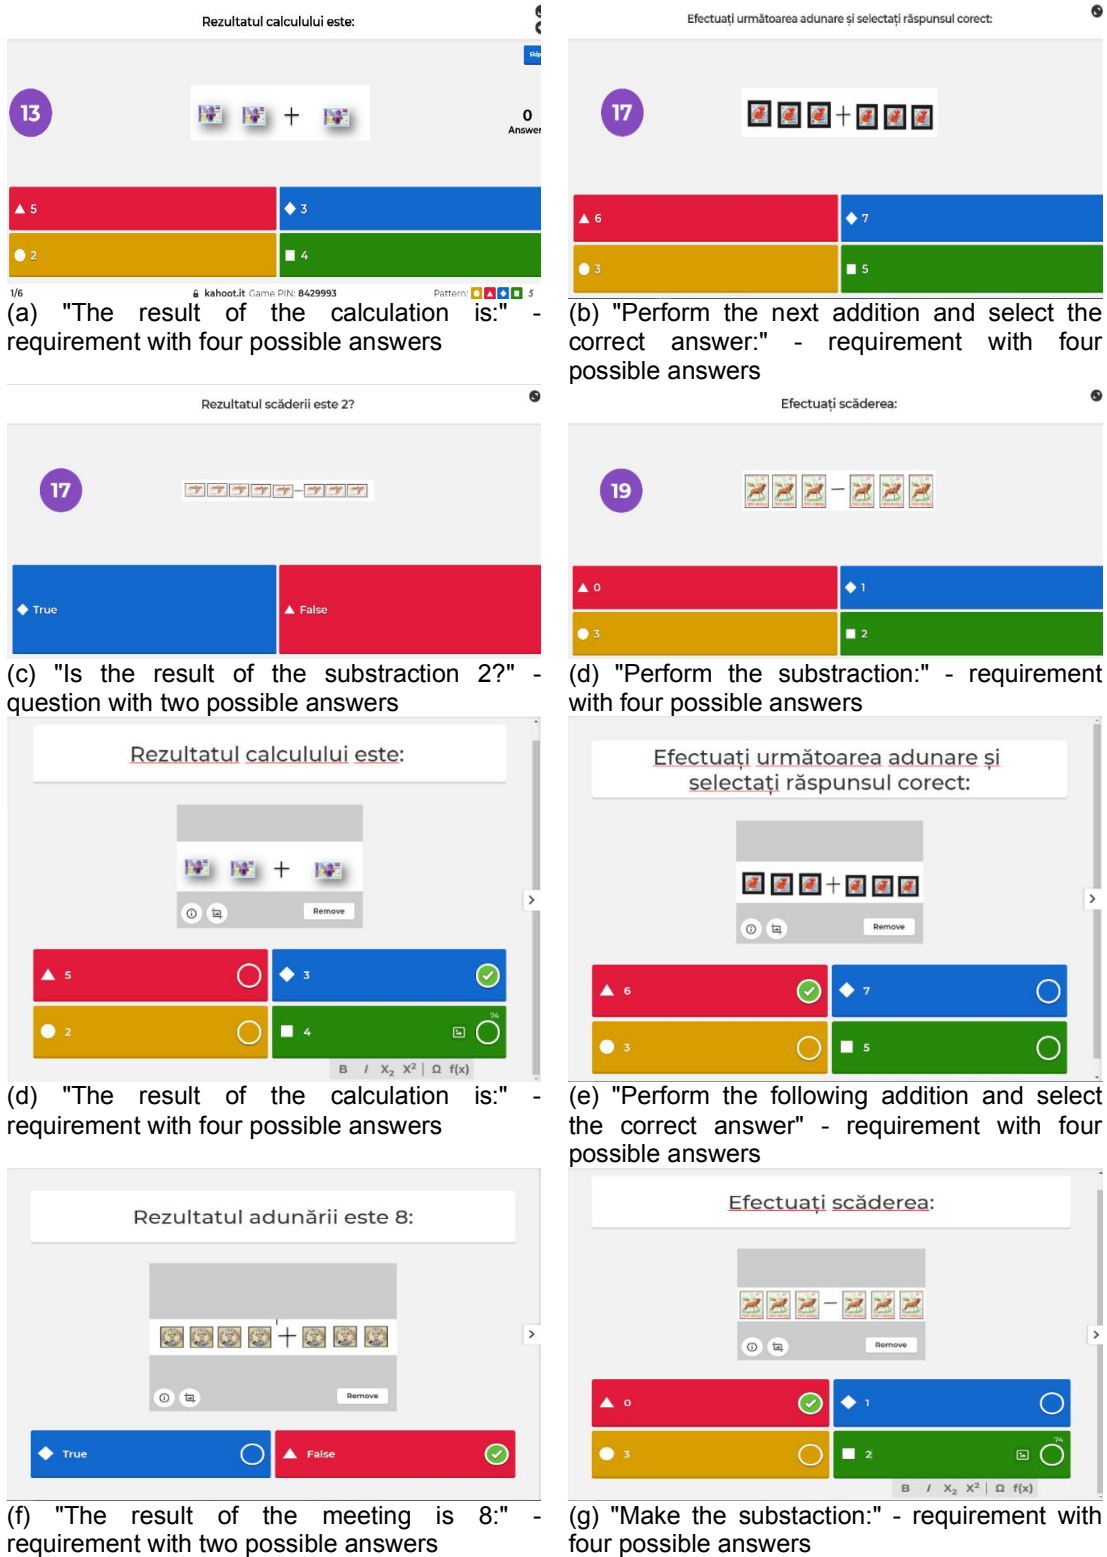 Rezultatul calculului este:
Skip
13
0
Answer
5
3
2
4
1/6
kahoot.it Game PIN: 8429993
Pattern:
5
(a) "The result of the calculation is:" -
requirement with four possible answers
Efectuați următoarea adunare și selectați răspunsul corect:
17
6
7
3
5
(b) "Perform the next addition and select the
correct answer:" - requirement with four
possible answers
Rezultatul scăderii este 2?
17
True
False
(c) "Is the result of the substraction 2?" -
question with two possible answers
Efectuați scăderea:
19
0
1
3
2
(d) "Perform the substraction:" - requirement
with four possible answers
Rezultatul calculului este:
Remove
5
3
2
4
74
B I X₂ X² | Ω f(x)
(d) "The result of the calculation is:" -
requirement with four possible answers
Efectuați următoarea adunare și
selectați răspunsul corect:
Remove
6
7
3
5
(e) "Perform the following addition and select
the correct answer" - requirement with four
possible answers
Rezultatul adunării este 8:
Remove
True
False
(f) "The result of the meeting is 8:" -
requirement with two possible answers
Efectuați scăderea:
Remove
0
1
3
2
74
B I X₂ X² | Ω f(x)
(g) "Make the substaction:" - requirement with
four possible answers